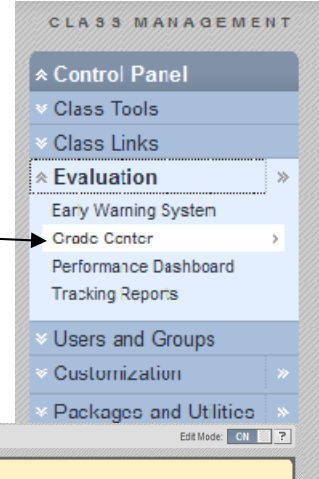 CLASS MANAGEMENT
Control Panel
Class Tools
Class Links
Evaluation
Early Warning System
Grade Center
Performance Dashboard
Tracking Reports
Users and Groups
Customization
Packages and Utilities
Edit Mode: ON ?